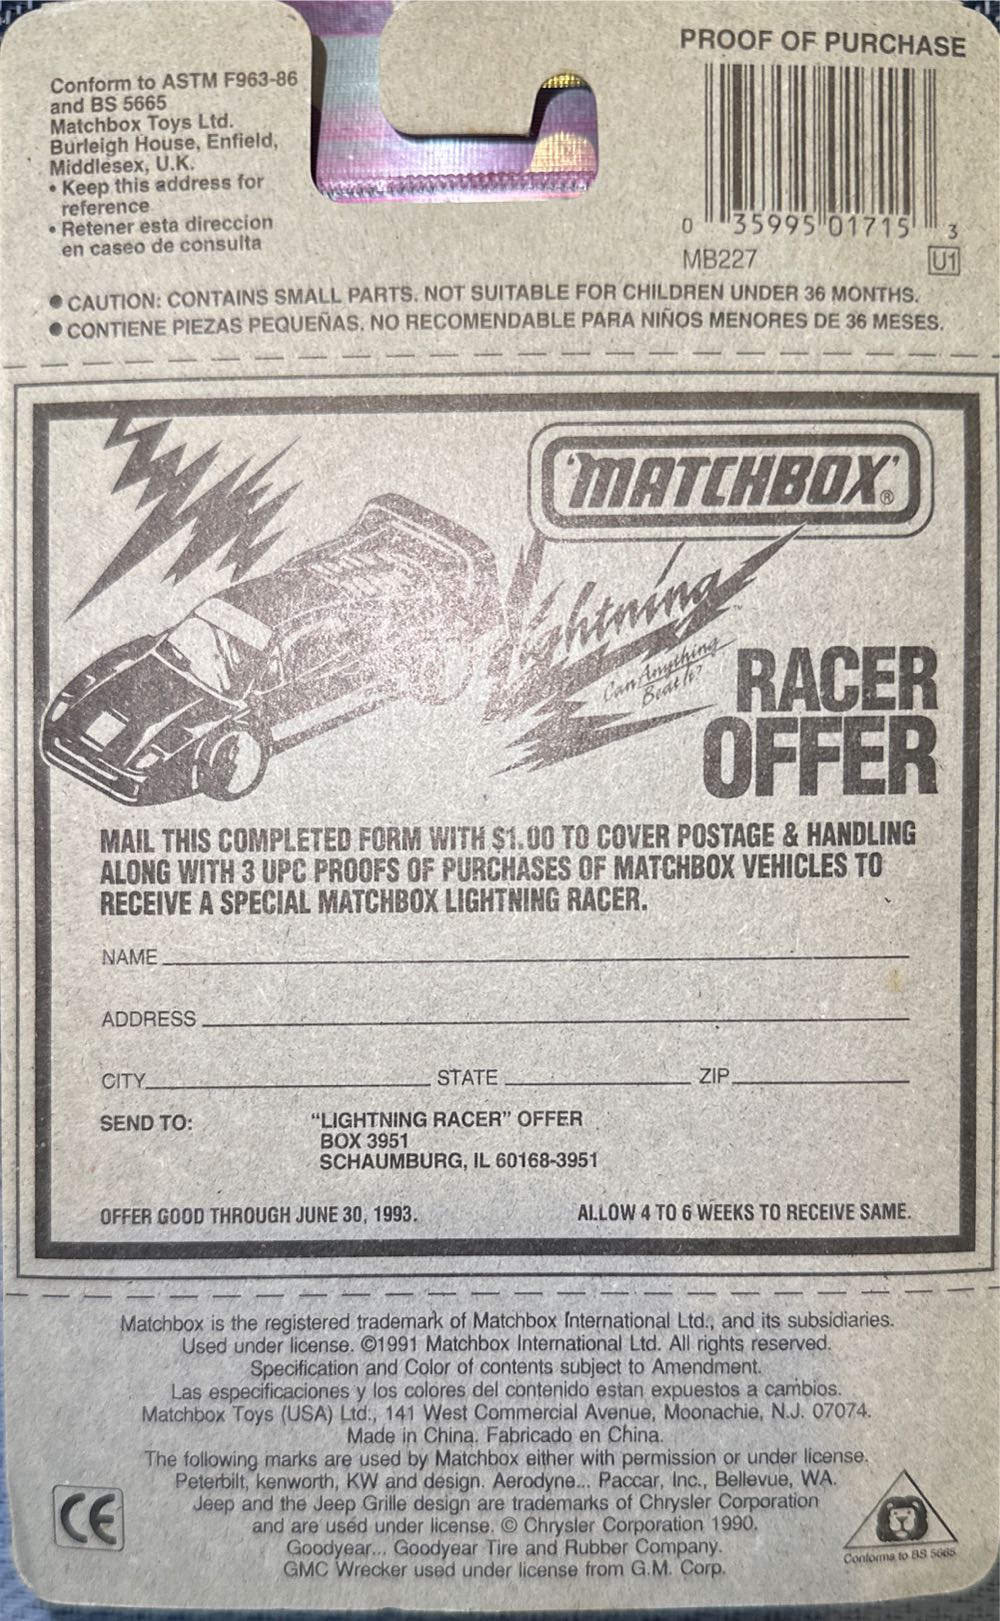 Conform to ASTM F963-86
and BS 5665
Matchbox Toys Ltd.
Burleigh House, Enfield,
Middlesex, U.K.
• Keep this address for
reference
• Retener esta direccion
en caseo de consulta
PROOF OF PURCHASE
0 35995 01715 3
MB227
U1
● CAUTION: CONTAINS SMALL PARTS. NOT SUITABLE FOR CHILDREN UNDER 36 MONTHS.
● CONTIENE PIEZAS PEQUEÑAS. NO RECOMENDABLE PARA NIÑOS MENORES DE 36 MESES.
"MATCHBOX"®
Lightning™
Can Anything
Beat It?
RACER
OFFER
MAIL THIS COMPLETED FORM WITH $1.00 TO COVER POSTAGE & HANDLING
ALONG WITH 3 UPC PROOFS OF PURCHASES OF MATCHBOX VEHICLES TO
RECEIVE A SPECIAL MATCHBOX LIGHTNING RACER.
NAME
ADDRESS
CITY STATE ZIP
SEND TO: “LIGHTNING RACER” OFFER
BOX 3951
SCHAUMBURG, IL 60168-3951
OFFER GOOD THROUGH JUNE 30, 1993. ALLOW 4 TO 6 WEEKS TO RECEIVE SAME.
Matchbox is the registered trademark of Matchbox International Ltd., and its subsidiaries.
Used under license. ©1991 Matchbox International Ltd. All rights reserved.
Specification and Color of contents subject to Amendment.
Las especificaciones y los colores del contenido estan expuestos a cambios.
Matchbox Toys (USA) Ltd., 141 West Commercial Avenue, Moonachie, N.J. 07074.
Made in China. Fabricado en China.
The following marks are used by Matchbox either with permission or under license.
Peterbilt, kenworth, KW and design. Aerodyne... Paccar, Inc., Bellevue, WA.
Jeep and the Jeep Grille design are trademarks of Chrysler Corporation
and are used under license. © Chrysler Corporation 1990.
Goodyear... Goodyear Tire and Rubber Company.
GMC Wrecker used under license from G.M. Corp.
CE
Conforms to BS 5665